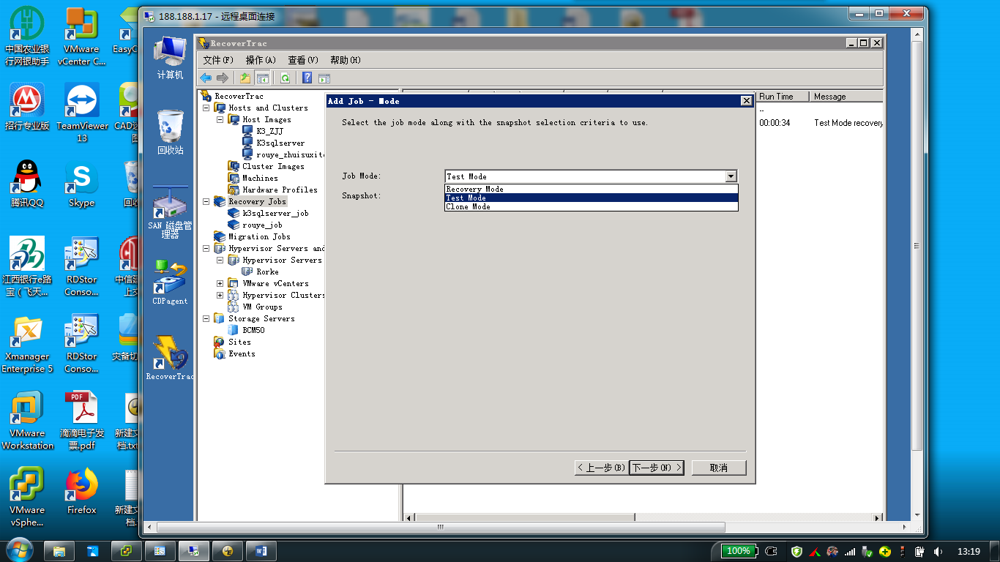 188.188.1.17 - 远程桌面连接
中国农业银
行网银助手
VMware
vCenter C...
EasyC
招行专业版
TeamViewer
13
腾讯QQ
Skype
回收
江西银行e路
宝（飞天...
RDStor
Conso...
Xmanager
Enterprise 5
RDStor
Conso...
灾备切
VMware
Workstation
PDF
滴滴电子发
票.pdf
新建文
档.txt
VMware
vSphe...
Firefox
新建文
档.
计算机
回收站
SAN 磁盘管
理器
CDPagent
RecoverTrac
RecoverTrac
文件(F) 操作(A) 查看(V) 帮助(H)
RecoverTrac
Hosts and Clusters
Host Images
K3_ZJJ
K3sqlserver
rouye_zhuisuxito
Cluster Images
Machines
Hardware Profiles
Recovery Jobs
k3sqlserver_job
rouye_job
Migration Jobs
Hypervisor Servers and
Hypervisor Servers
Rorke
VMware vCenters
Hypervisor Clusters
VM Groups
Storage Servers
BCM50
Sites
Events
Run Time Message
--
00:00:34 Test Mode recovery
Add Job - Mode
Select the job mode along with the snapshot selection criteria to use.
Job Mode: Test Mode
Snapshot:
Recovery Mode
Test Mode
Clone Mode
< 上一步(B) 下一步(N) > 取消
100%
13:19